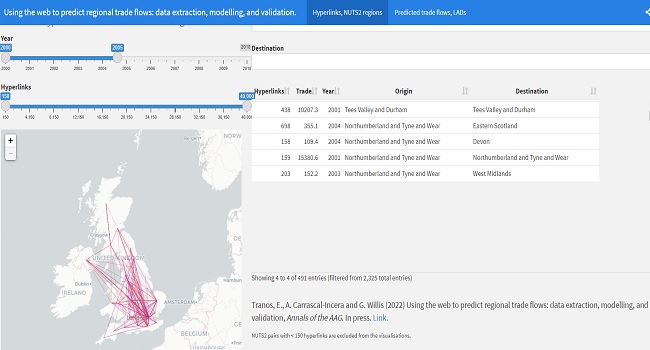 Using the web to predict regional trade flows: data extraction, modelling, and validation.
Hyperlinks, NUTS2 regions
Predicted trade flows, LADs
Year
2000 2005 2010
2000 2001 2002 2003 2004 2005 2006 2007 2008 2009 2010
Hyperlinks
150 40,000
150 4,150 8,150 12,150 16,150 20,150 24,150 28,150 32,150 36,150 40,000
Destination
Hyperlinks Trade Year Origin Destination
438 10207.3 2001 Tees Valley and Durham Tees Valley and Durham
698 355.1 2004 Northumberland and Tyne and Wear Eastern Scotland
158 109.4 2004 Northumberland and Tyne and Wear Devon
159 15380.6 2001 Northumberland and Tyne and Wear Northumberland and Tyne and Wear
203 152.2 2003 Northumberland and Tyne and Wear West Midlands
+
−
NORW
UNITED KINGDOM
Dublin
IRELAND
AMSTERDAM
BELGIUM
LUXEMBOURG
Showing 4 to 4 of 491 entries (filtered from 2,325 total entries)
Tranos, E., A. Carrascal-Incera and G. Willis (2022) Using the web to predict regional trade flows: data extraction, modelling, and
validation, Annals of the AAG. In press. Link.
NUTS2 pairs with < 150 hyperlinks are excluded from the visualisations.